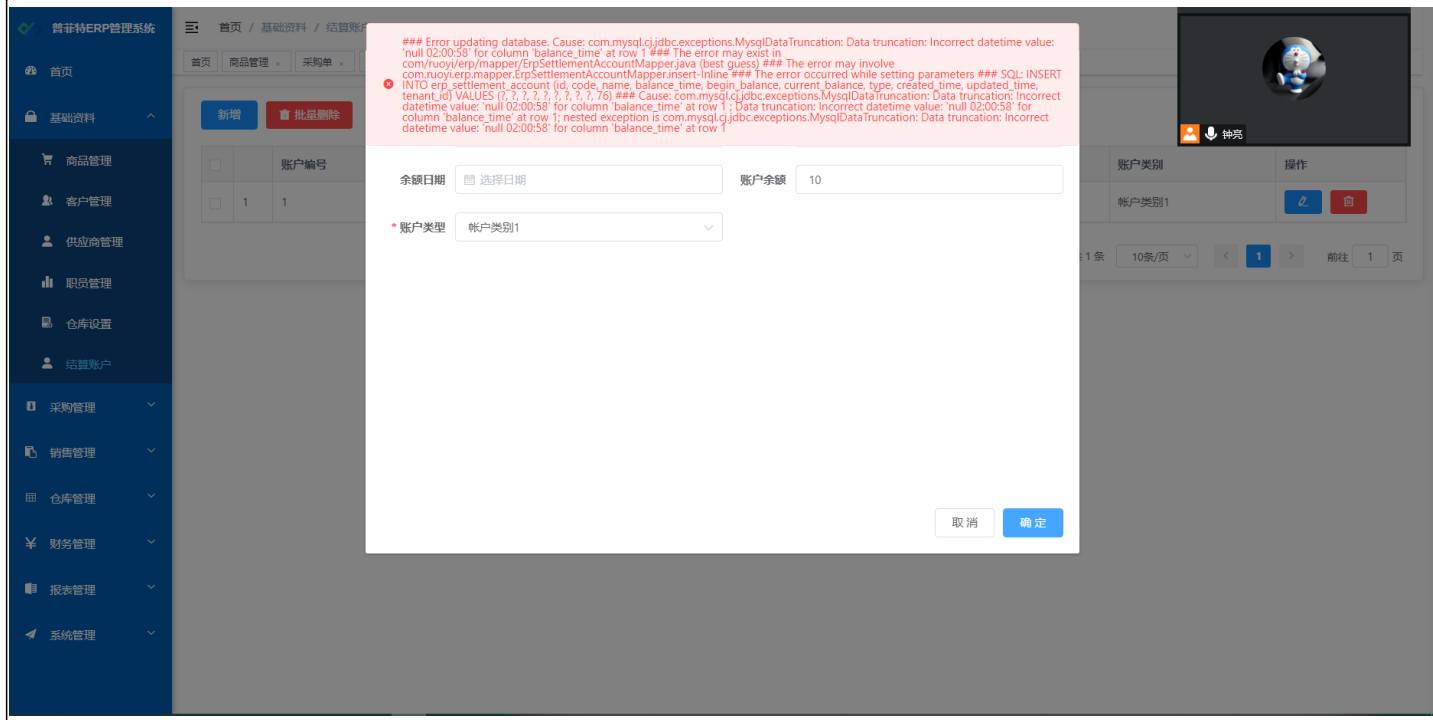 普菲特ERP管理系统
首页 / 基础资料 / 结算账户
首页 商品管理 × 采购单 ×
### Error updating database. Cause: com.mysql.cj.jdbc.exceptions.MysqlDataTruncation: Data truncation: Incorrect datetime value:
'null 02:00:58' for column 'balance_time' at row 1 ### The error may exist in
com/ruoyi/erp/mapper/ErpSettlementAccountMapper.java (best guess) ### The error may involve
com.ruoyi.erp.mapper.ErpSettlementAccountMapper.insert-Inline ### The error occurred while setting parameters ### SQL: INSERT
INTO erp_settlement_account (id, code, name, balance_time, begin_balance, current_balance, type, created_time, updated_time,
tenant_id) VALUES (?, ?, ?, ?, ?, ?, ?, ?, ?, 76) ### Cause: com.mysql.cj.jdbc.exceptions.MysqlDataTruncation: Data truncation: Incorrect
datetime value: 'null 02:00:58' for column 'balance_time' at row 1 ; Data truncation: Incorrect datetime value: 'null 02:00:58' for
column 'balance_time' at row 1; nested exception is com.mysql.cj.jdbc.exceptions.MysqlDataTruncation: Data truncation: Incorrect
datetime value: 'null 02:00:58' for column 'balance_time' at row 1
钟亮
首页
基础资料
商品管理
客户管理
供应商管理
职员管理
仓库设置
结算账户
采购管理
销售管理
仓库管理
财务管理
报表管理
系统管理
新增 批量删除
账户编号 账户类别 操作
1 1 帐户类别1
余额日期 选择日期 账户余额 10
* 账户类型 帐户类别1
1 条 10条/页 < 1 > 前往 1 页
取 消 确 定